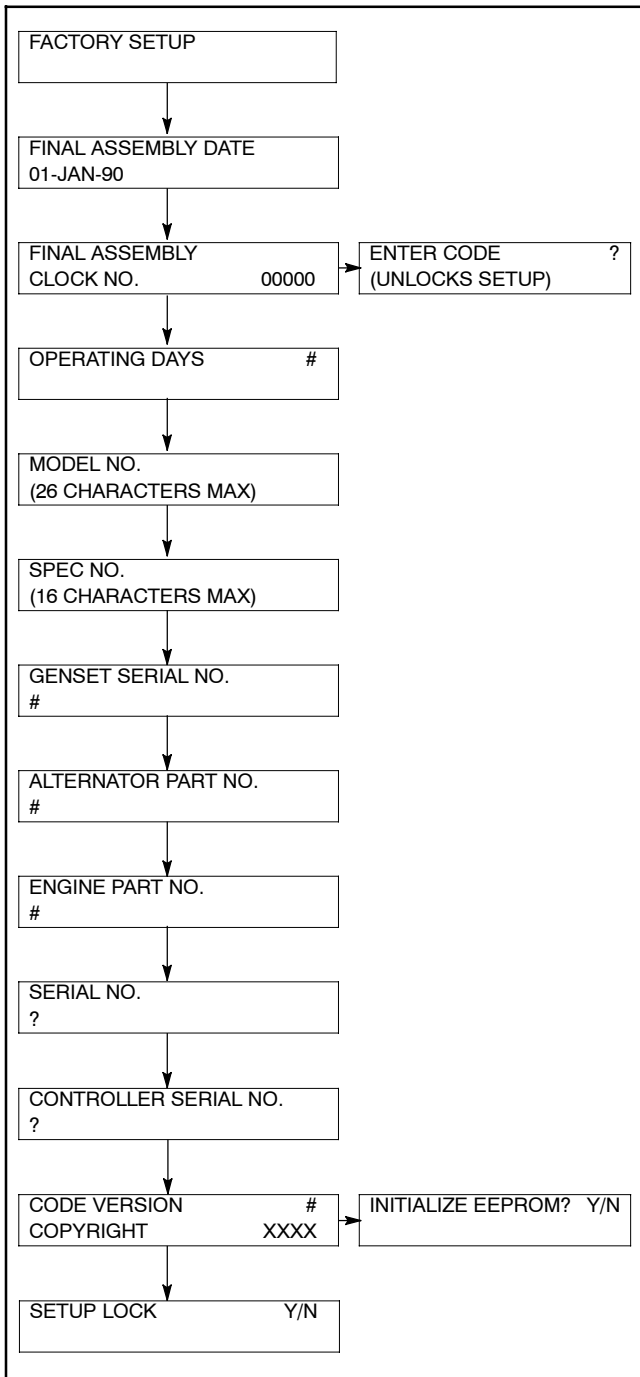 FACTORY SETUP
FINAL ASSEMBLY DATE
01-JAN-90
FINAL ASSEMBLY
CLOCK NO. 00000
ENTER CODE ?
(UNLOCKS SETUP)
OPERATING DAYS #
MODEL NO.
(26 CHARACTERS MAX)
SPEC NO.
(16 CHARACTERS MAX)
GENSET SERIAL NO.
#
ALTERNATOR PART NO.
#
ENGINE PART NO.
#
SERIAL NO.
?
CONTROLLER SERIAL NO.
?
CODE VERSION #
COPYRIGHT XXXX
INITIALIZE EEPROM? Y/N
SETUP LOCK Y/N